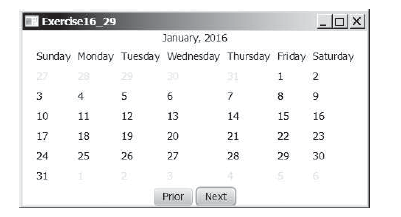 Exercise16_29
January, 2016
Sunday Monday Tuesday Wednesday Thursday Friday Saturday
27 28 29 30 31 1 2
3 4 5 6 7 8 9
10 11 12 13 14 15 16
17 18 19 20 21 22 23
24 25 26 27 28 29 30
31 1 2 3 4 5 6
Prior Next